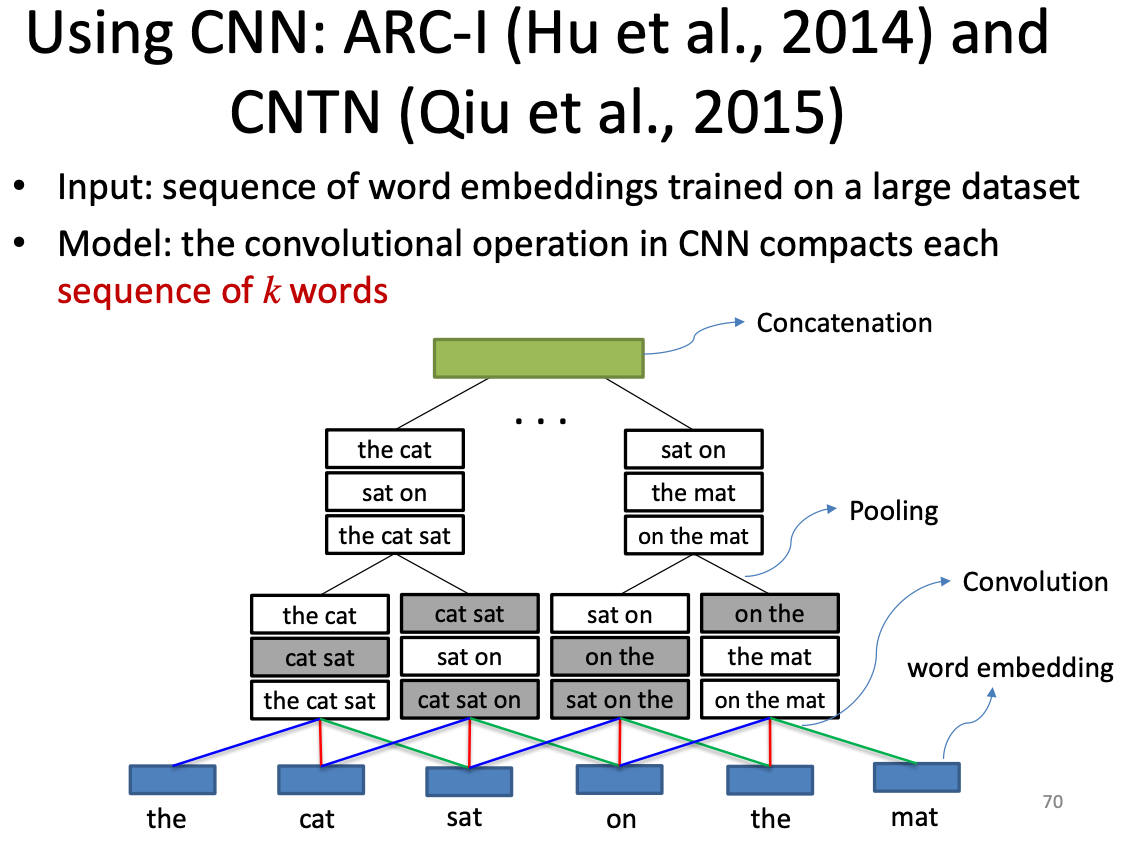 Using CNN: ARC-I (Hu et al., 2014) and
CNTN (Qiu et al., 2015)
• Input: sequence of word embeddings trained on a large dataset
• Model: the convolutional operation in CNN compacts each
sequence of k words
Concatenation
. . .
the cat
sat on
the cat sat
sat on
the mat
on the mat
Pooling
Convolution
word embedding
the cat
cat sat
the cat sat
cat sat
sat on
cat sat on
sat on
on the
sat on the
on the
the mat
on the mat
the
cat
sat
on
the
mat
70